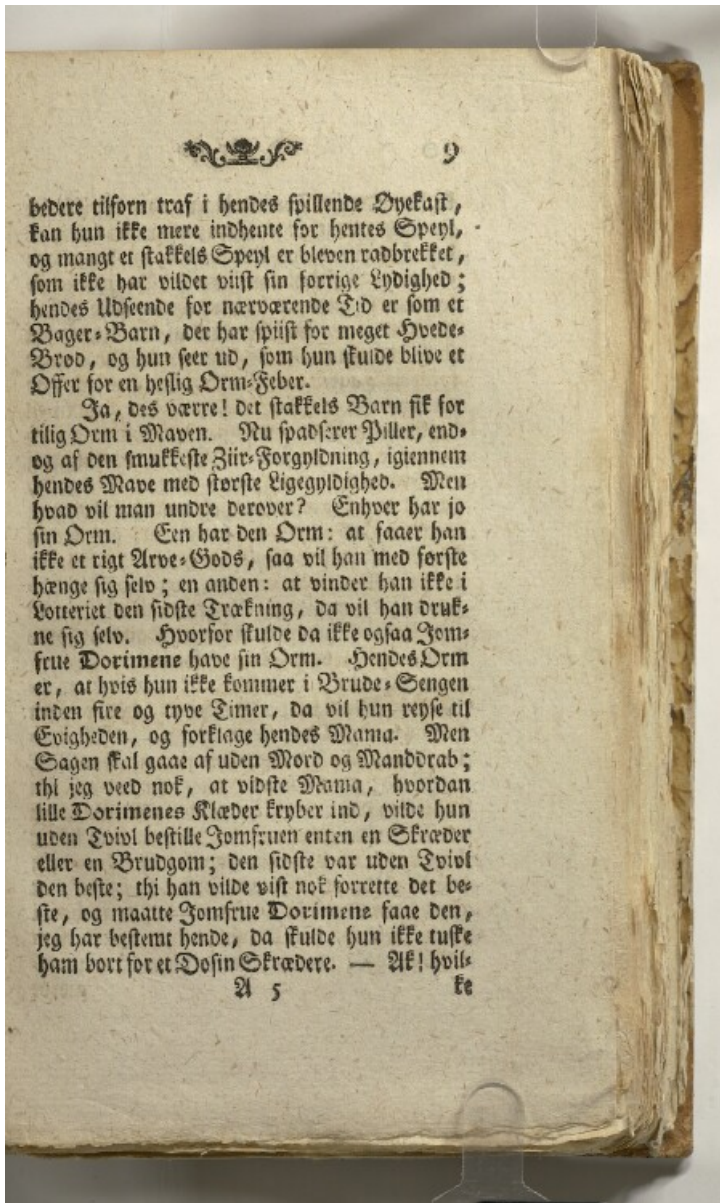 9
bedere tilforn traf i hendes spillende Øyekast,
kan hun ikke mere indhente for hentes Speyl,
og mangt et stakkels Speyl er bleven radbrekket,
som ikke har vildet viist sin forrige Lydighed;
hendes Udseende for nærværende Tid er som et
Bager-Barn, der har spiist for meget Hvede-
Brod, og hun seer ud, som hun skulde blive et
Offer for en heslig Orm-Feber.
Ja, des værre! det stakkels Barn fik for
tilig Orm i Maven. Nu spadserer Piller, end-
og af den smukkeste Ziir-Forgyldning, igiennem
hendes Mave med største Ligegyldighed. Men
hvad vil man undre derover? Enhver har jo
sin Orm. Een har den Orm: at faaer han
ikke et rigt Arve-Gods, saa vil han med første
hænge sig selv; en anden: at vinder han ikke i
Lotteriet den sidste Trækning, da vil han druk-
ne sig selv. Hvorfor skulde da ikke ogsaa Jom-
frue Dorimene have sin Orm. Hendes Orm
er, at hvis hun ikke kommer i Brude-Sengen
inden fire og tyve Timer, da vil hun reyse til
Evigheden, og forklage hendes Mama. Men
Sagen skal gaae af uden Mord og Manddrab;
thi jeg veed nok, at vidste Mama, hvordan
lille Dorimenes Klæder kryber ind, vilde hun
uden Tvivl bestille Jomfruen enten en Skræder
eller en Brudgom; den sidste var uden Tvivl
den beste; thi han vilde vist nok forrette det be-
ste, og maatte Jomfrue Dorimene faae den,
jeg har bestemt hende, da skulde hun ikke tuske
ham bort for et Dosin Skrædere. — Ak! hvil-
A 5 ke